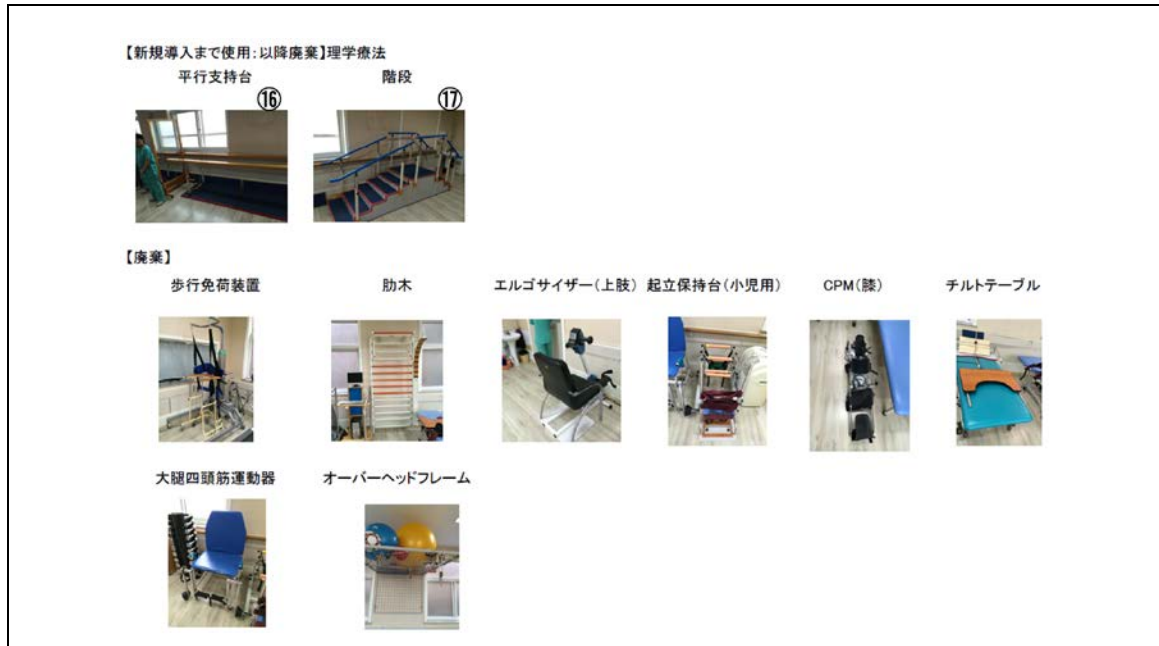 【新規導入まで使用:以降廃棄】理学療法
平行支持台 階段
⑯ ⑰
【廃棄】
歩行免荷装置 肋木 エルゴサイザー(上肢) 起立保持台(小児用) CPM(膝) チルトテーブル
大腿四頭筋運動器 オーバーヘッドフレーム